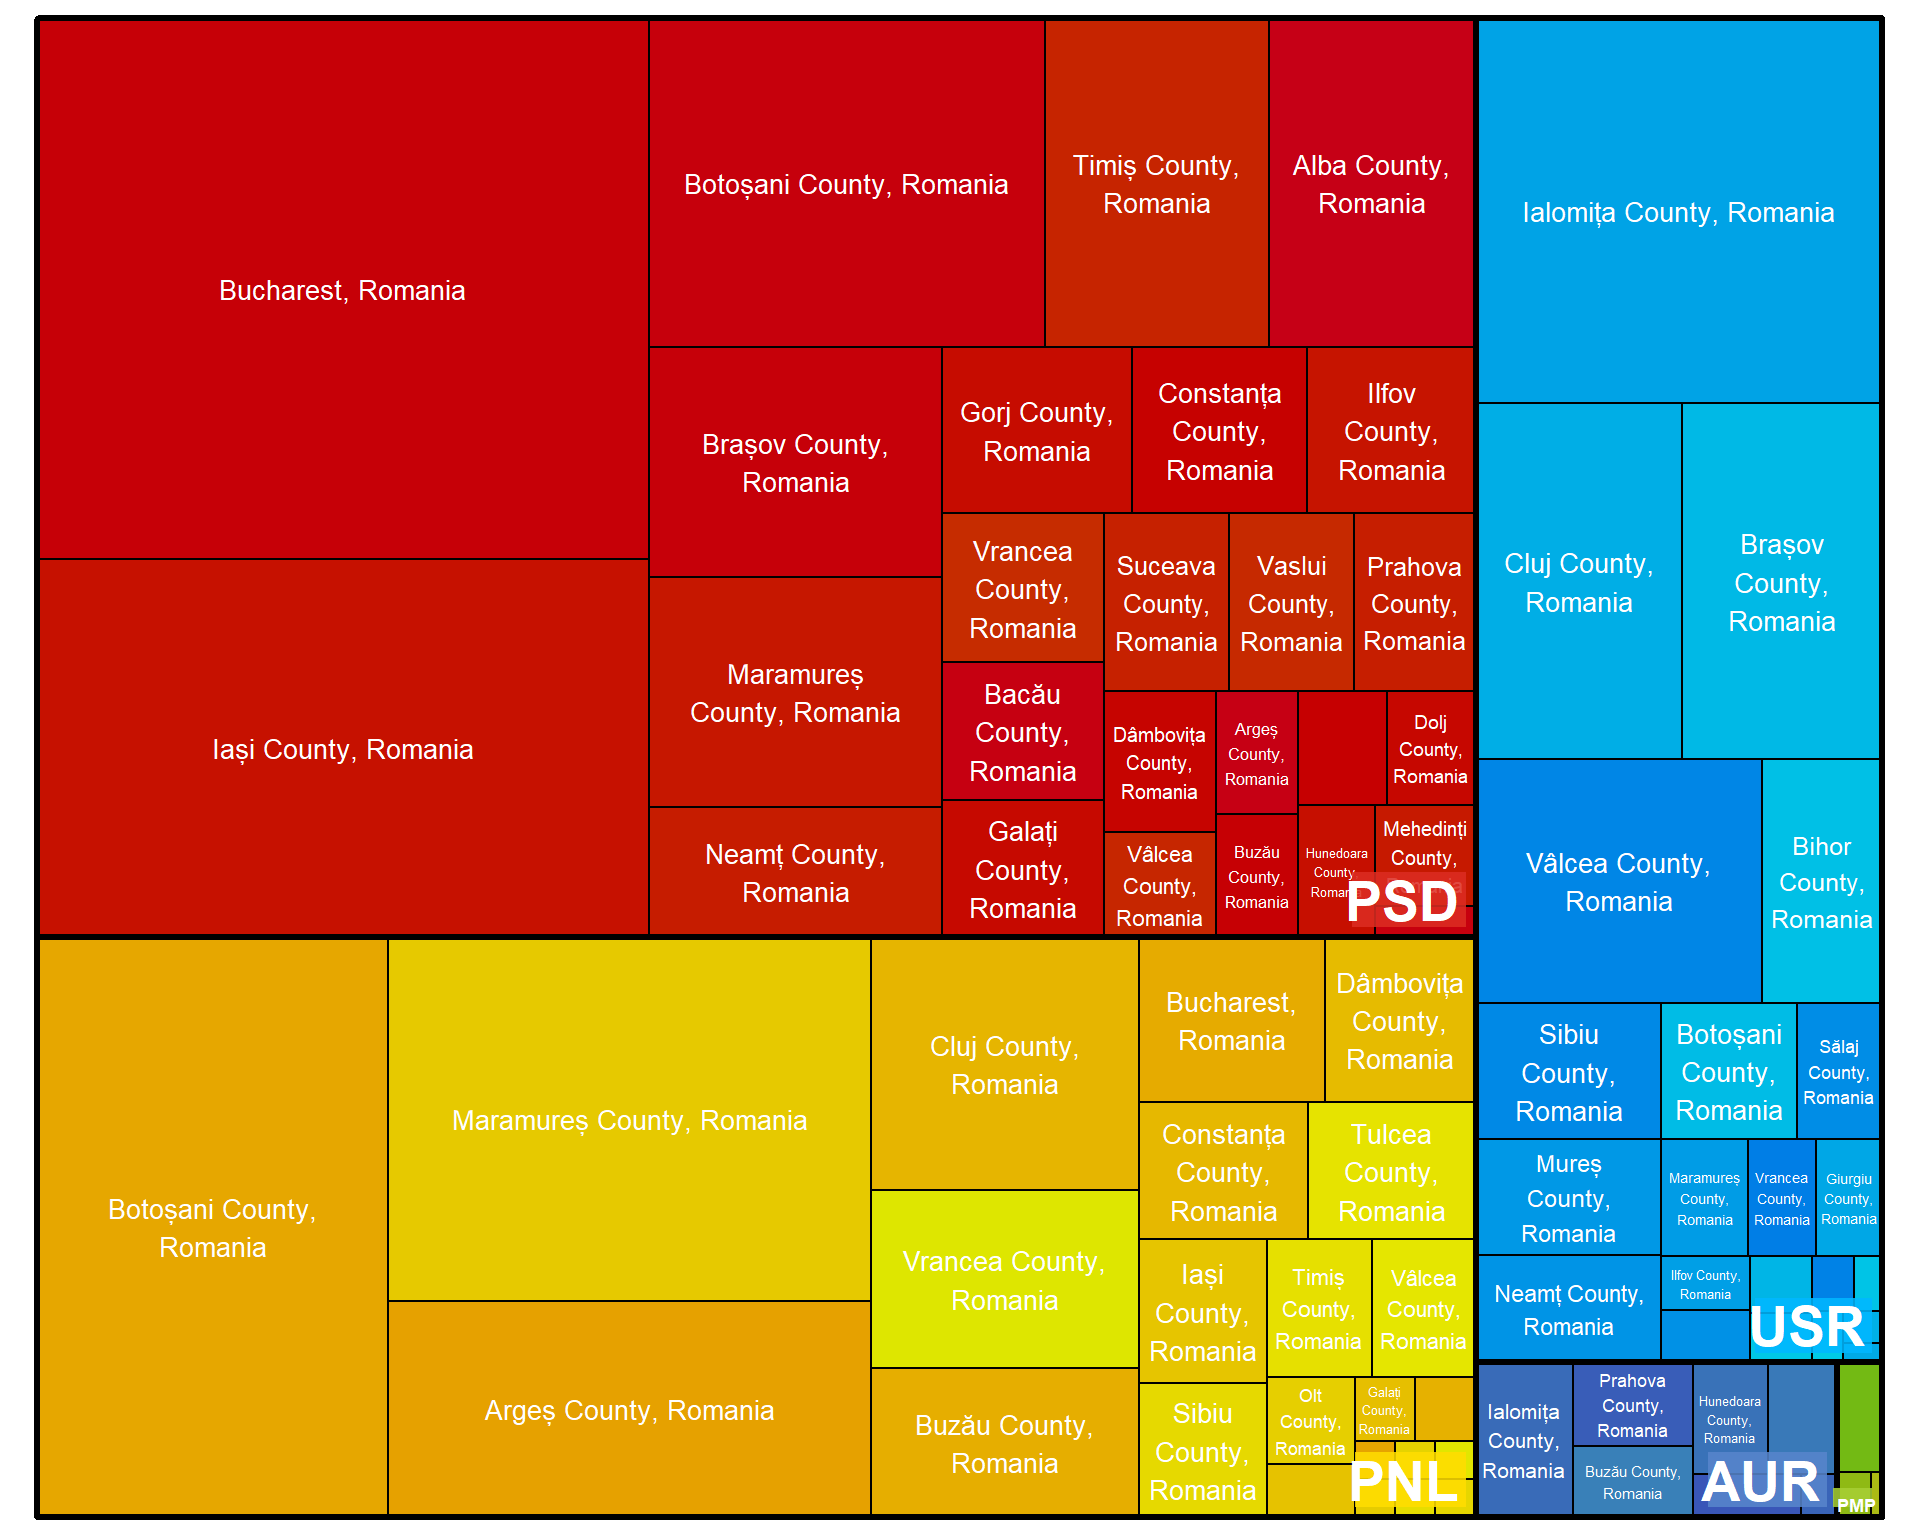 Bucharest, Romania
Iași County, Romania
Botoșani County, Romania
Timiș County,
Romania
Alba County,
Romania
Brașov County,
Romania
Maramureș
County, Romania
Neamț County,
Romania
Gorj County,
Romania
Constanța
County,
Romania
Ilfov
County,
Romania
Vrancea
County,
Romania
Suceava
County,
Romania
Vaslui
County,
Romania
Prahova
County,
Romania
Bacău
County,
Romania
Galați
County,
Romania
Dâmbovița
County,
Romania
Vâlcea
County,
Romania
Argeș
County,
Romania
Buzău
County,
Romania
Dolj
County,
Romania
Hunedoara
County,
Romania
Mehedinți
County,
Romania
PSD
Botoșani County,
Romania
Maramureș County, Romania
Argeș County, Romania
Cluj County,
Romania
Vrancea County,
Romania
Buzău County,
Romania
Bucharest,
Romania
Dâmbovița
County,
Romania
Constanța
County,
Romania
Tulcea
County,
Romania
Iași
County,
Romania
Timiș
County,
Romania
Vâlcea
County,
Romania
Sibiu
County,
Romania
Olt
County,
Romania
Galați
County,
Romania
PNL
Ialomița County, Romania
Cluj County,
Romania
Brașov
County,
Romania
Vâlcea County,
Romania
Bihor
County,
Romania
Sibiu
County,
Romania
Botoșani
County,
Romania
Sălaj
County,
Romania
Mureș
County,
Romania
Maramureș
County,
Romania
Vrancea
County,
Romania
Giurgiu
County,
Romania
Neamț County,
Romania
Ilfov County,
Romania
USR
Ialomița
County,
Romania
Prahova
County,
Romania
Buzău County,
Romania
Hunedoara
County,
Romania
AUR
PMP